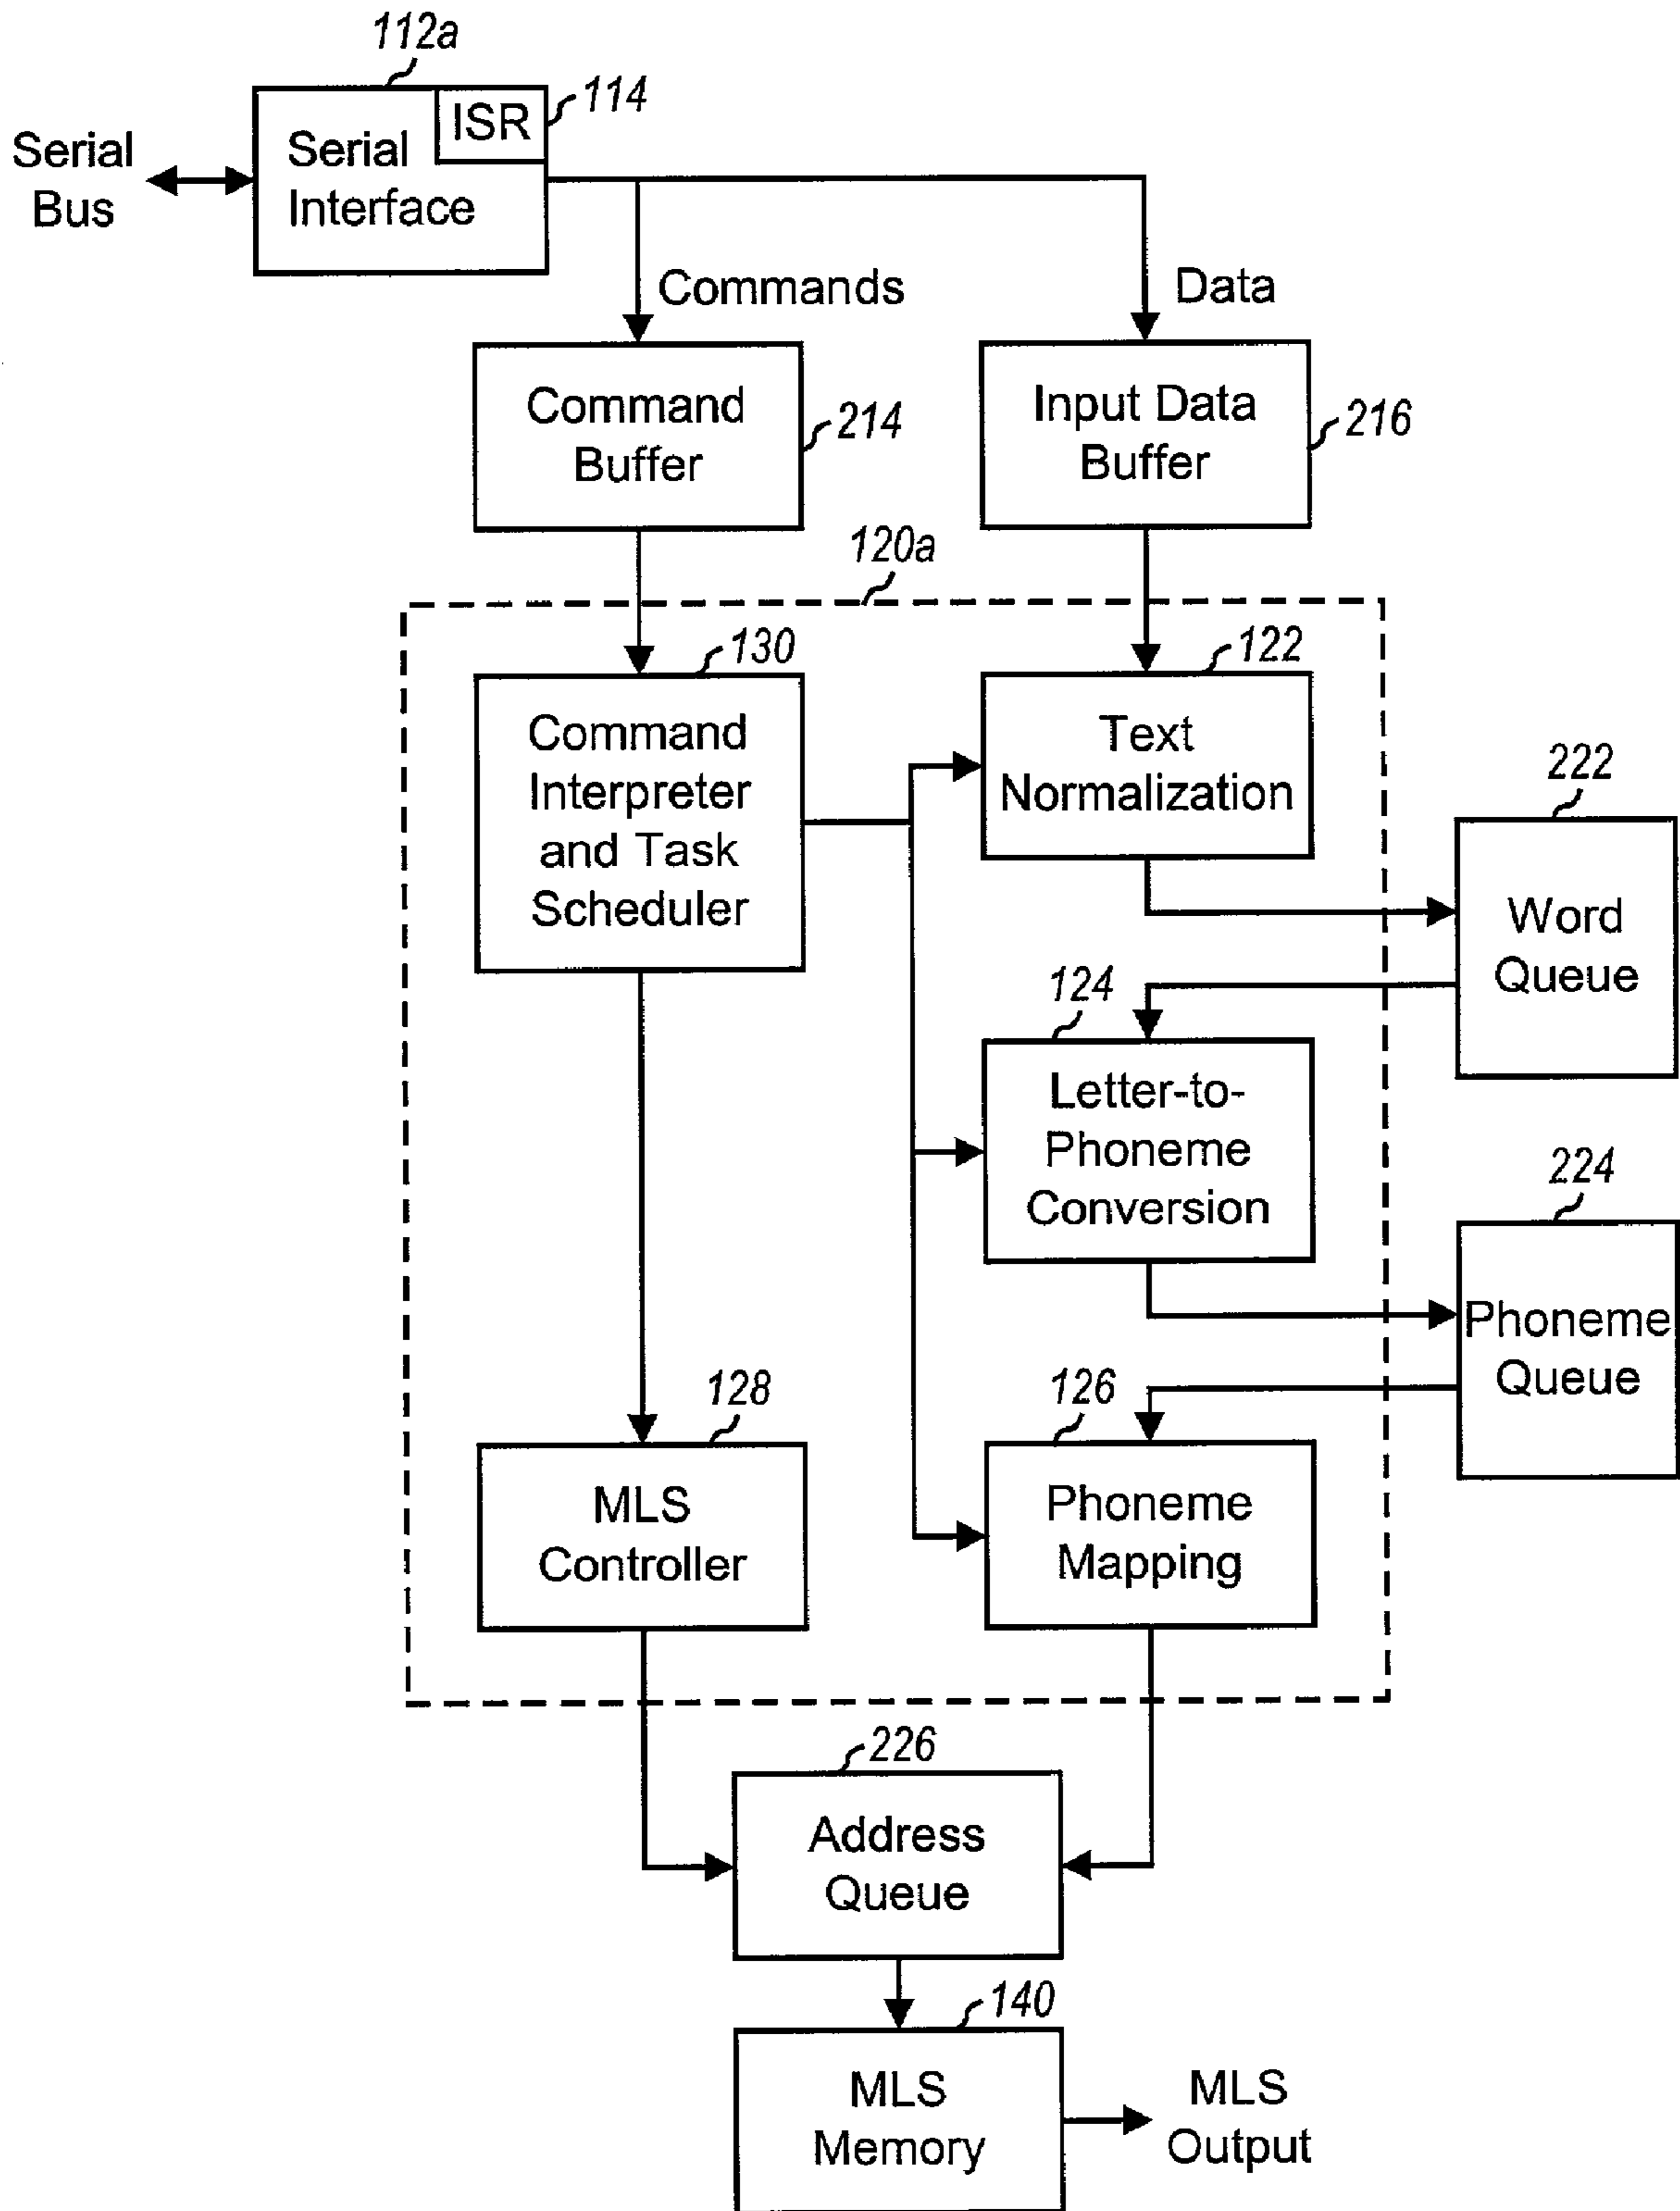 112a
114
ISR
Serial
Bus
Serial
Interface
Commands
Data
Command
Buffer
214
Input Data
Buffer
216
120a
130
Command
Interpreter
and Task
Scheduler
122
Text
Normalization
222
Word
Queue
124
Letter-to-
Phoneme
Conversion
224
Phoneme
Queue
128
MLS
Controller
126
Phoneme
Mapping
226
Address
Queue
140
MLS
Memory
MLS
Output